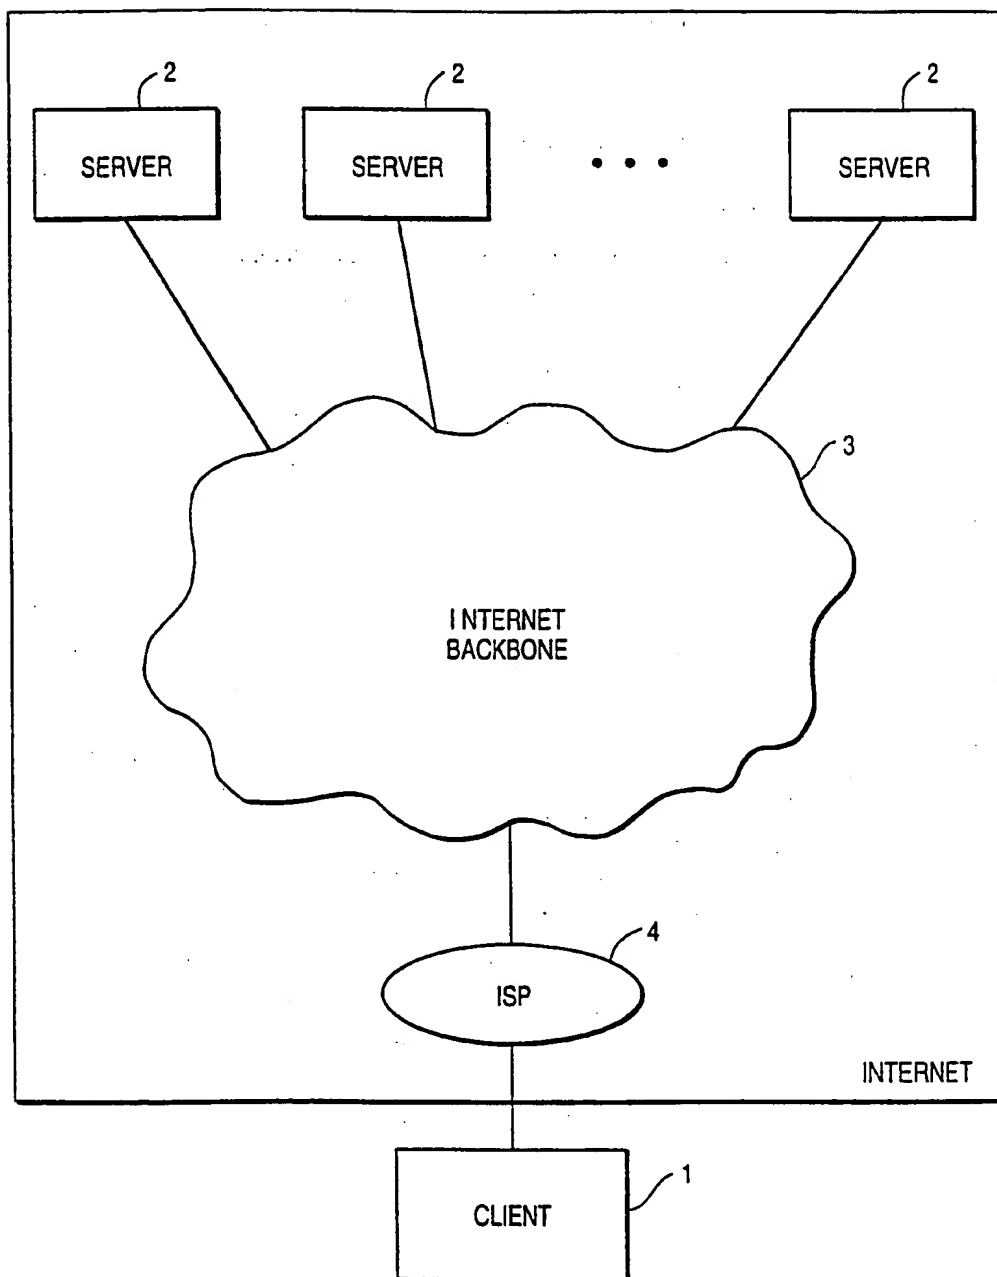 2
2
2
SERVER
SERVER
• • •
SERVER
3
INTERNET
BACKBONE
4
ISP
INTERNET
1
CLIENT